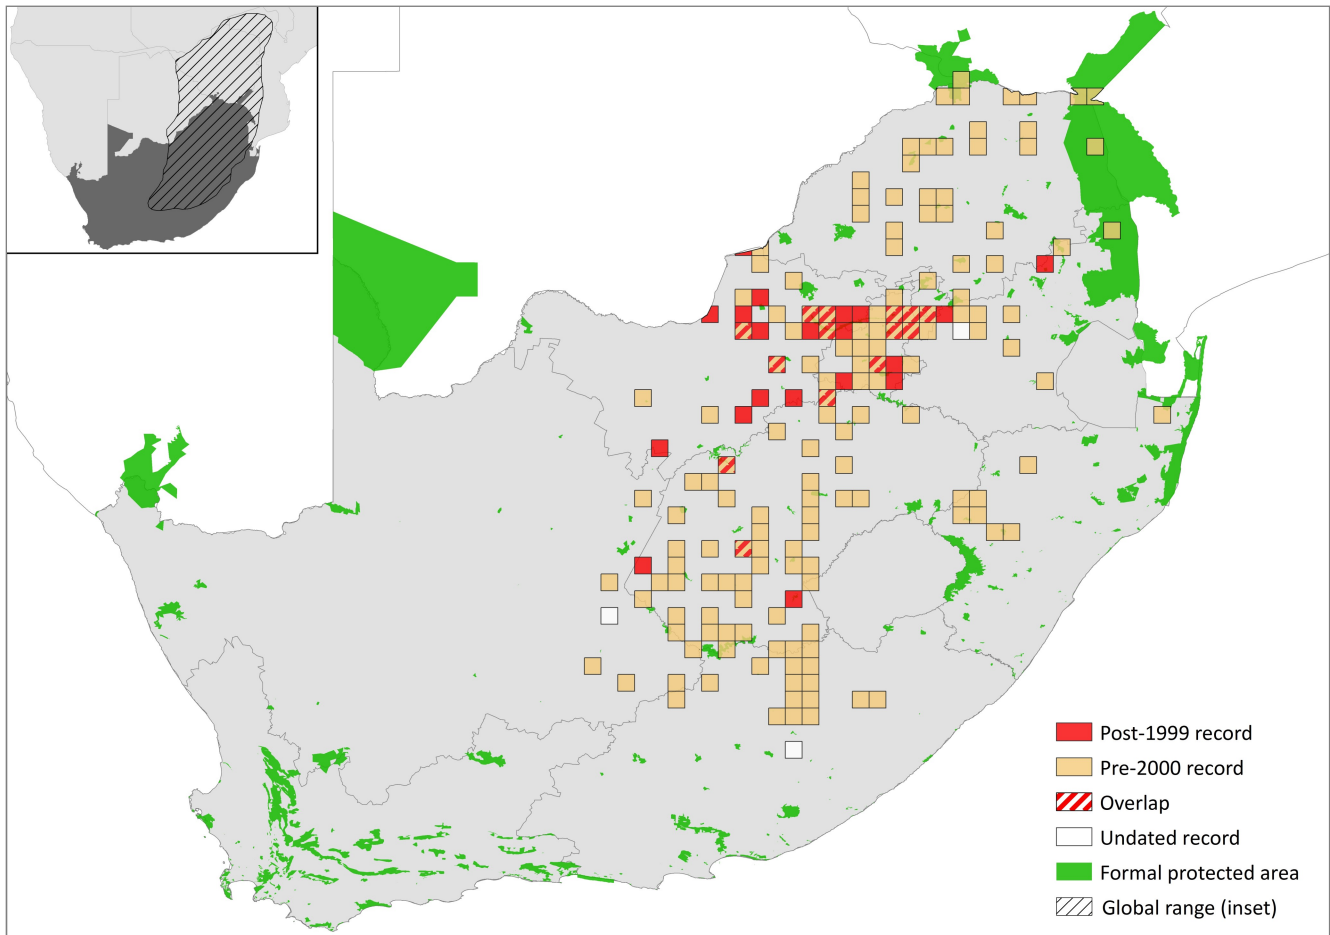 Post-1999 record
Pre-2000 record
Overlap
Undated record
Formal protected area
Global range (inset)